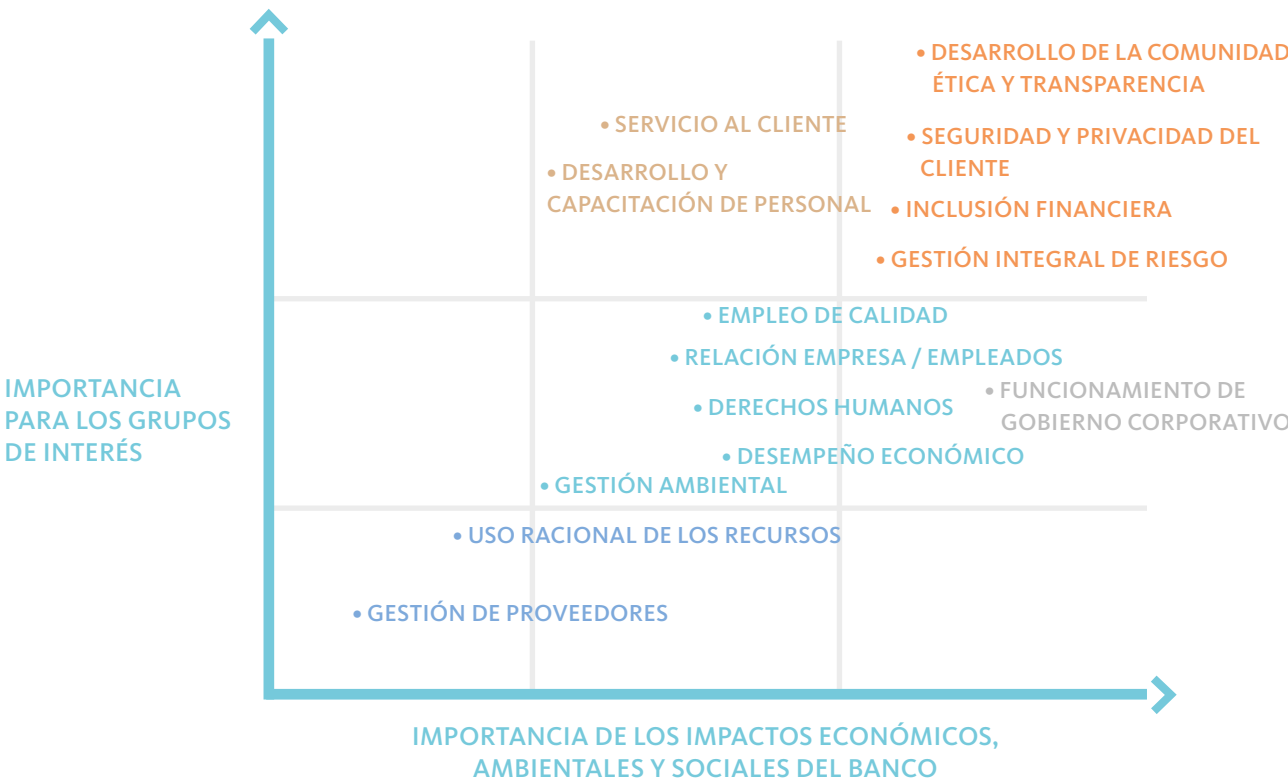 • DESARROLLO DE LA COMUNIDAD
ÉTICA Y TRANSPARENCIA
• SERVICIO AL CLIENTE
• SEGURIDAD Y PRIVACIDAD DEL
CLIENTE
• DESARROLLO Y
CAPACITACIÓN DE PERSONAL
• INCLUSIÓN FINANCIERA
• GESTIÓN INTEGRAL DE RIESGO
• EMPLEO DE CALIDAD
• RELACIÓN EMPRESA / EMPLEADOS
• FUNCIONAMIENTO DE
GOBIERNO CORPORATIVO
• DERECHOS HUMANOS
• DESEMPEÑO ECONÓMICO
• GESTIÓN AMBIENTAL
• USO RACIONAL DE LOS RECURSOS
• GESTIÓN DE PROVEEDORES
IMPORTANCIA
PARA LOS GRUPOS
DE INTERÉS
IMPORTANCIA DE LOS IMPACTOS ECONÓMICOS,
AMBIENTALES Y SOCIALES DEL BANCO